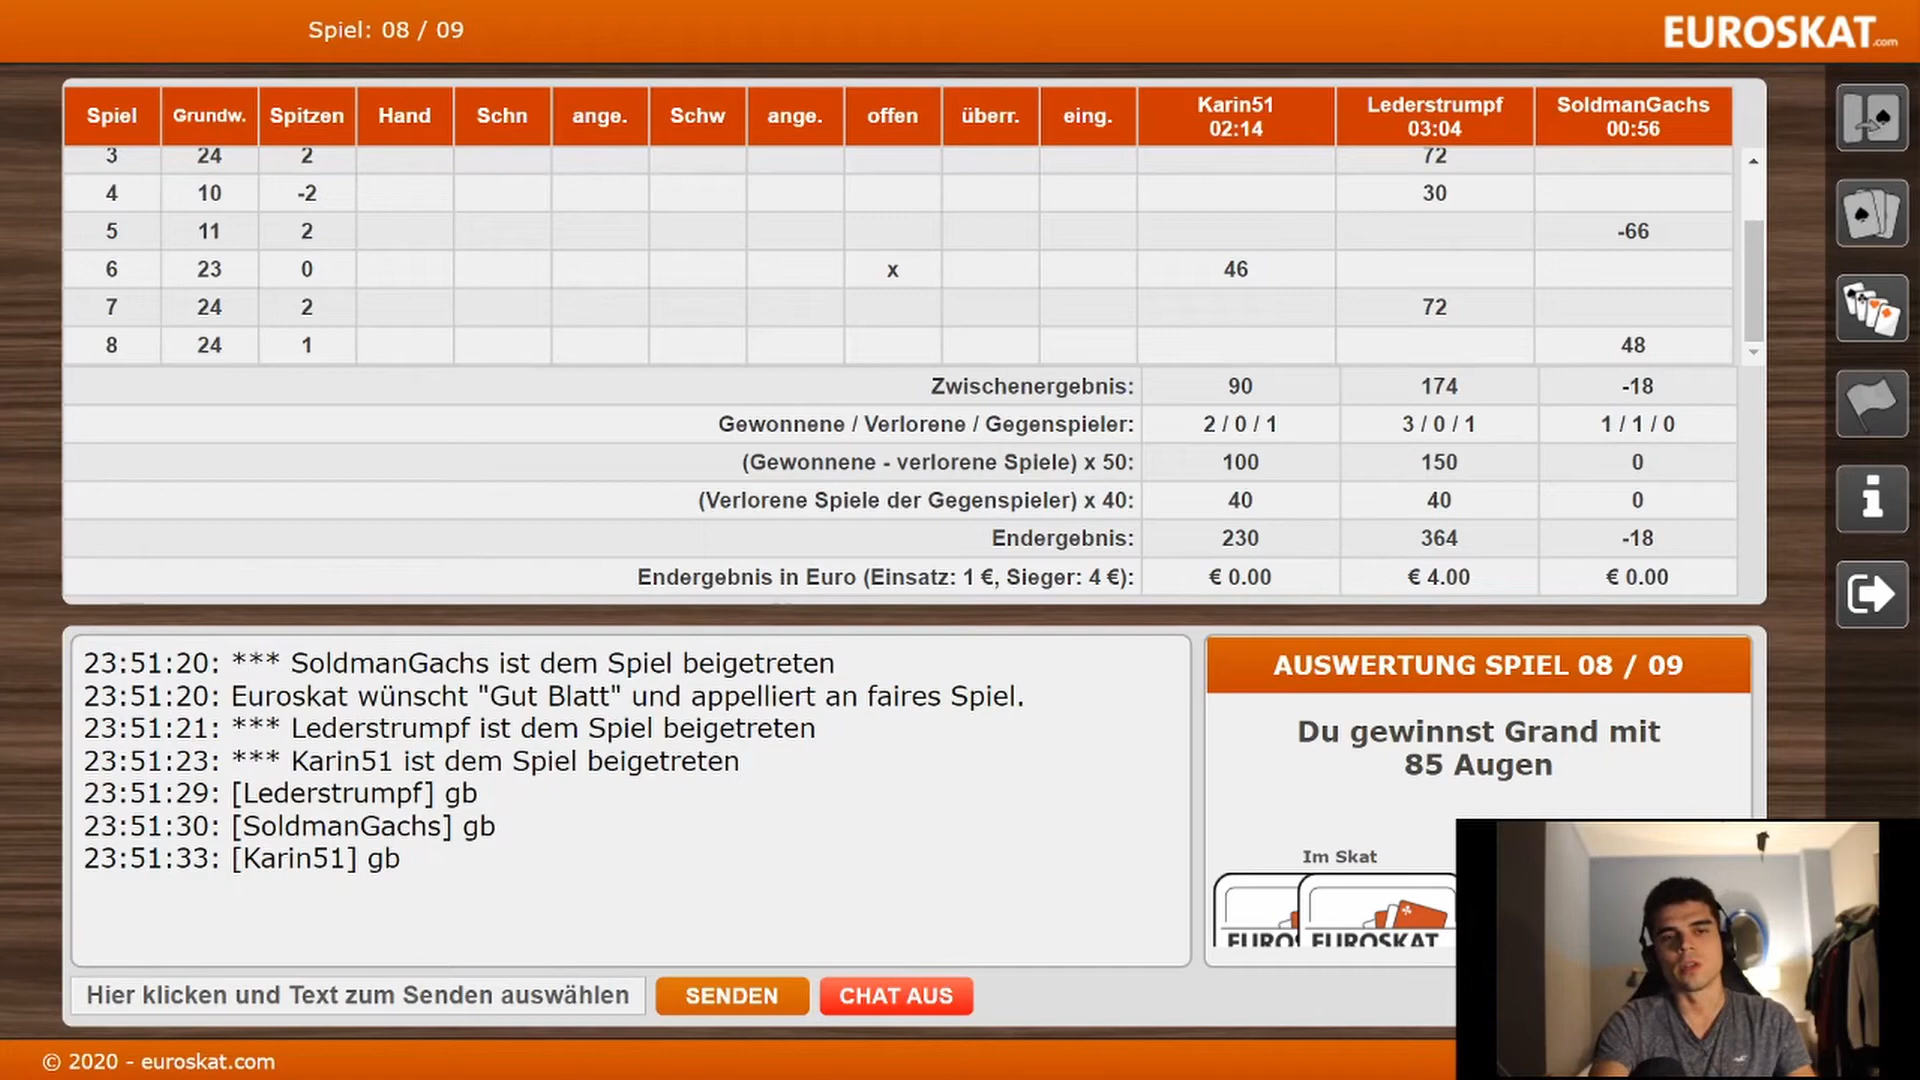 Spiel: 08 / 09
EUROSKAT.com
Spiel Grundw. Spitzen Hand Schn ange. Schw ange. offen überr. eing. Karin51 02:14 Lederstrumpf 03:04 SoldmanGachs 00:56
3 24 2 72
4 10 -2 30
5 11 2 -66
6 23 0 x 46
7 24 2 72
8 24 1 48
Zwischenergebnis: 90 174 -18
Gewonnene / Verlorene / Gegenspieler: 2 / 0 / 1 3 / 0 / 1 1 / 1 / 0
(Gewonnene - verlorene Spiele) x 50: 100 150 0
(Verlorene Spiele der Gegenspieler) x 40: 40 40 0
Endergebnis: 230 364 -18
Endergebnis in Euro (Einsatz: 1 €, Sieger: 4 €): € 0.00 € 4.00 € 0.00
23:51:20: *** SoldmanGachs ist dem Spiel beigetreten
23:51:20: Euroskat wünscht "Gut Blatt" und appelliert an faires Spiel.
23:51:21: *** Lederstrumpf ist dem Spiel beigetreten
23:51:23: *** Karin51 ist dem Spiel beigetreten
23:51:29: [Lederstrumpf] gb
23:51:30: [SoldmanGachs] gb
23:51:33: [Karin51] gb
Hier klicken und Text zum Senden auswählen
SENDEN
CHAT AUS
AUSWERTUNG SPIEL 08 / 09
Du gewinnst Grand mit
85 Augen
Im Skat
EURO EUROSKAT
© 2020 - euroskat.com